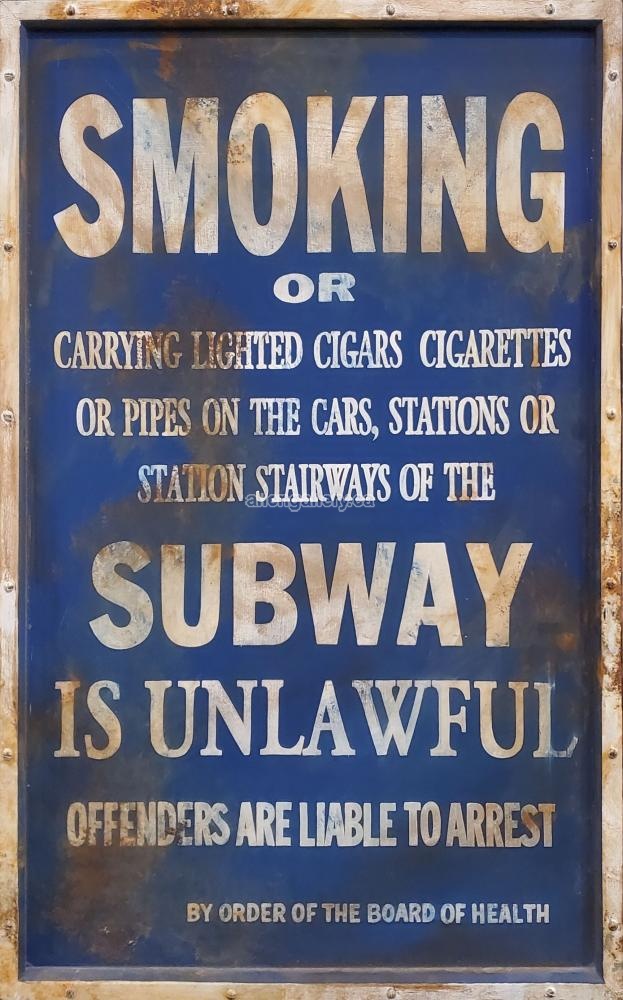 SMOKING
OR
CARRYING LIGHTED CIGARS CIGARETTES
OR PIPES ON THE CARS, STATIONS OR
STATION STAIRWAYS OF THE
SUBWAY
IS UNLAWFUL
OFFENDERS ARE LIABLE TO ARREST
BY ORDER OF THE BOARD OF HEALTH